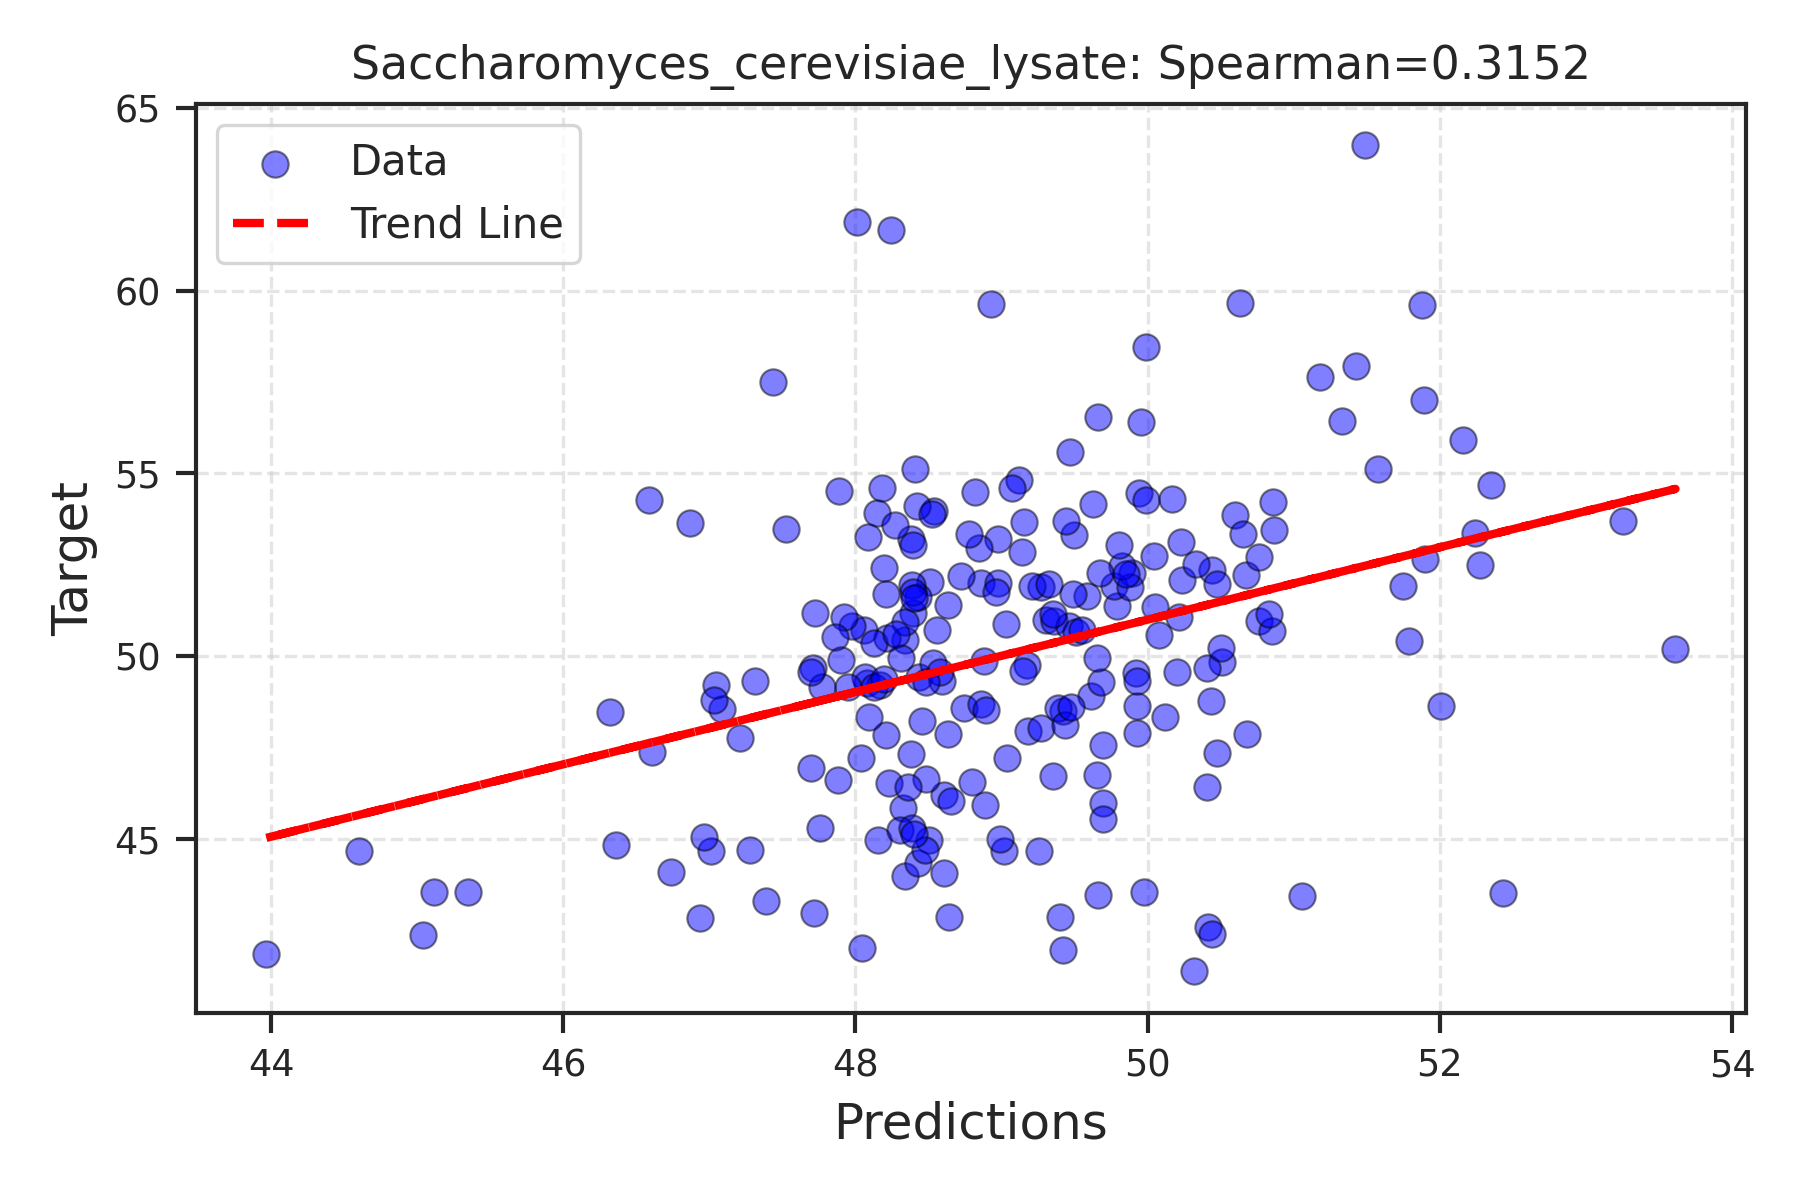 Saccharomyces_cerevisiae_lysate: Spearman=0.3152
Data
Trend Line
65
60
55
50
45
Target
44 46 48 50 52 54
Predictions